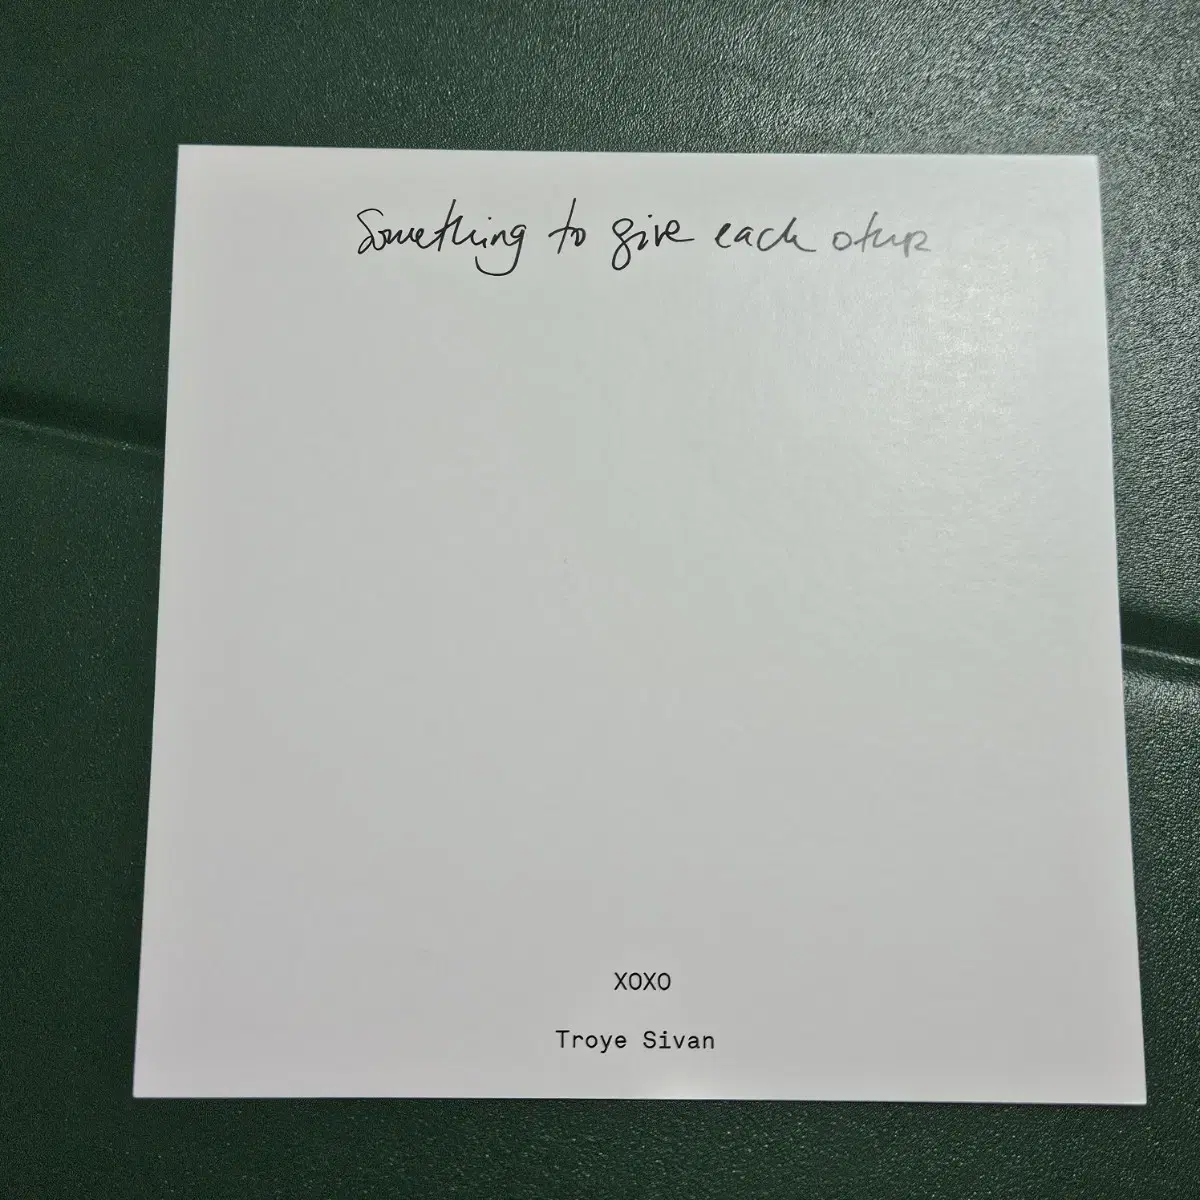 Something to give each other
XOXO
Troye Sivan